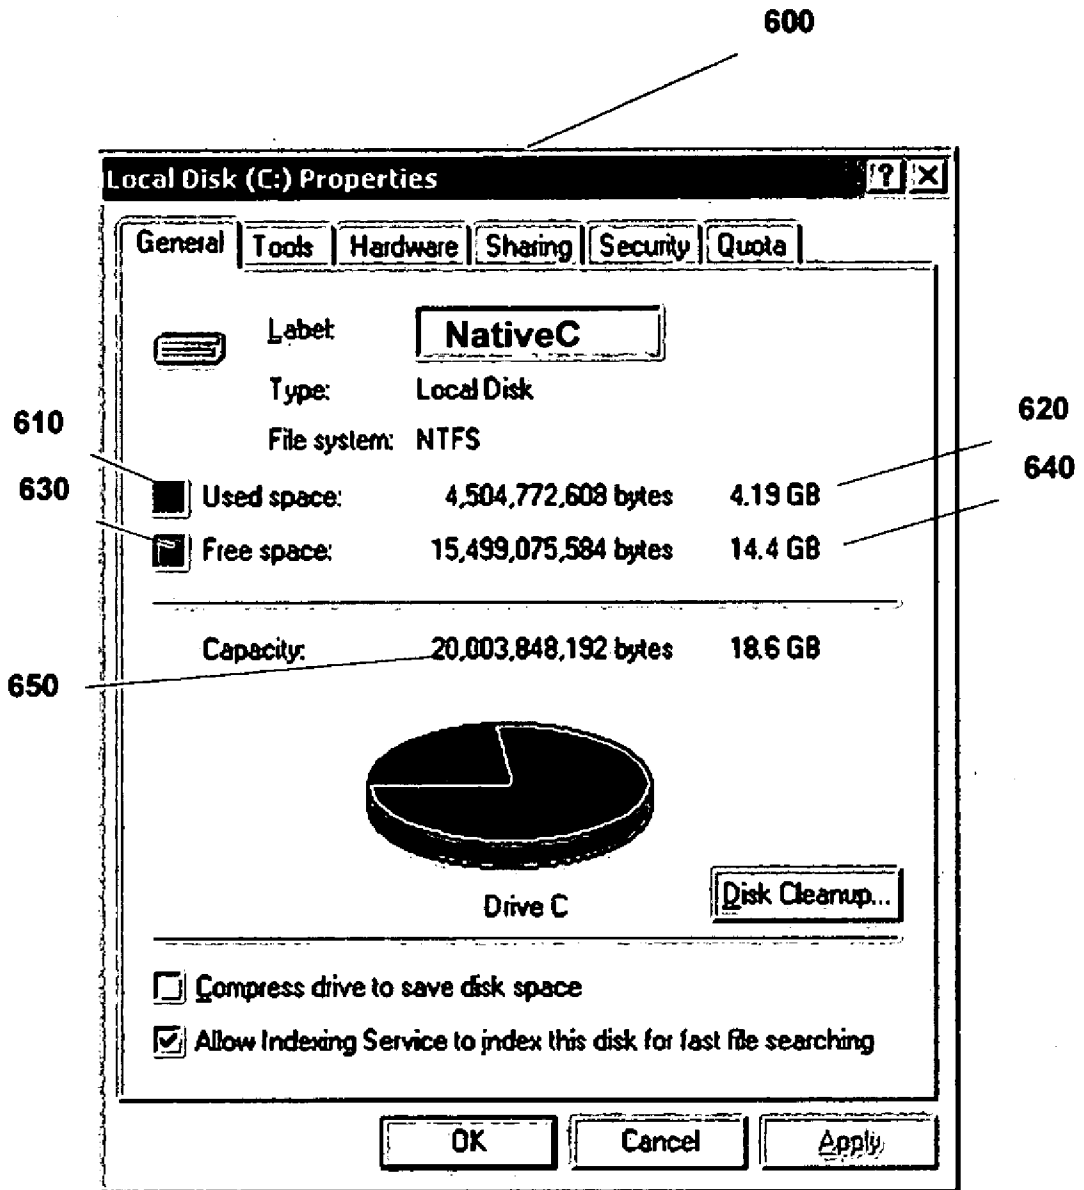 600
Local Disk (C:) Properties
General Tools Hardware Sharing Security Quota
Label: NativeC
Type: Local Disk
File system: NTFS
610
620
Used space: 4,504,772,608 bytes 4.19 GB
630
640
Free space: 15,499,075,584 bytes 14.4 GB
Capacity: 20,003,848,192 bytes 18.6 GB
650
Drive C
Disk Cleanup...
Compress drive to save disk space
Allow Indexing Service to index this disk for fast file searching
OK Cancel Apply